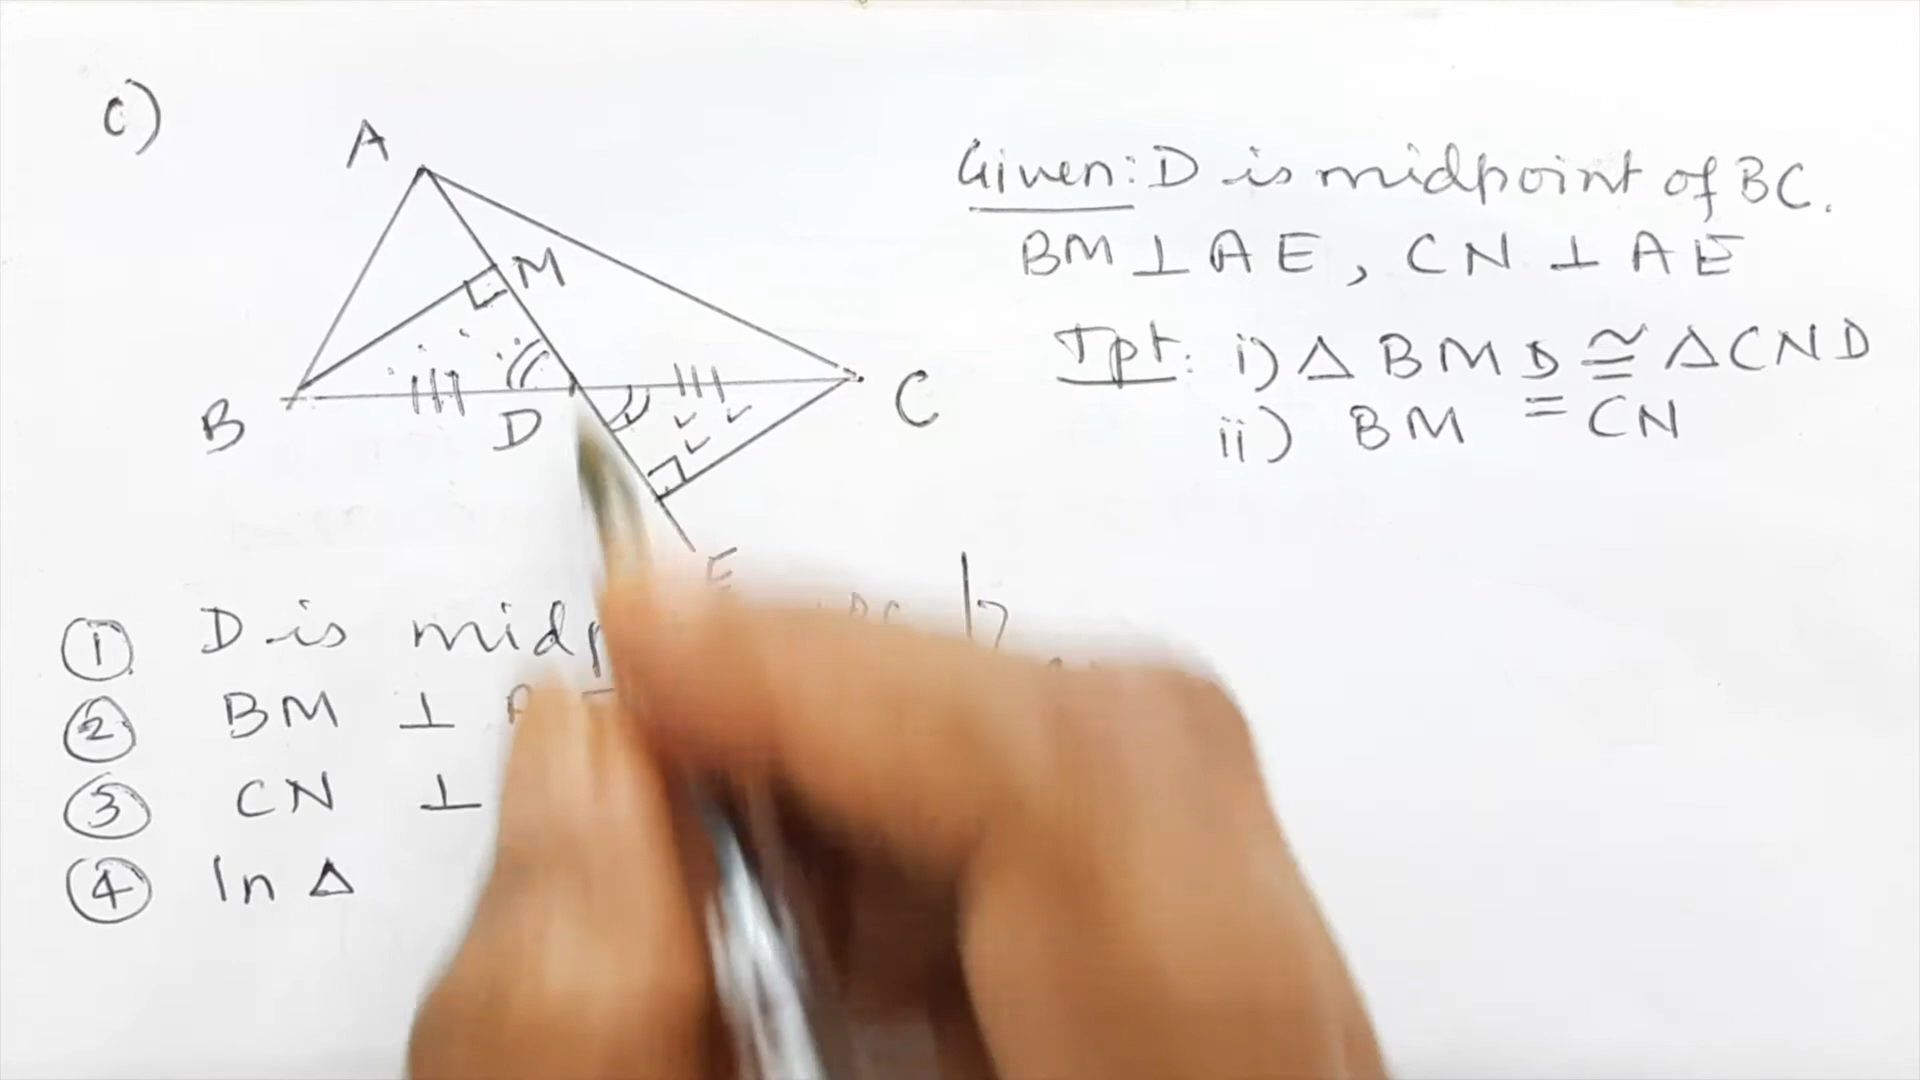 c)
A
M
B
D
C
E
Given: D is midpoint of BC.
BM ⊥ AE, CN ⊥ AE
Tpt: i) △ BMD ≅ △CND
ii) BM = CN
① D is
② BM ⊥
③ CN ⊥
④ In △